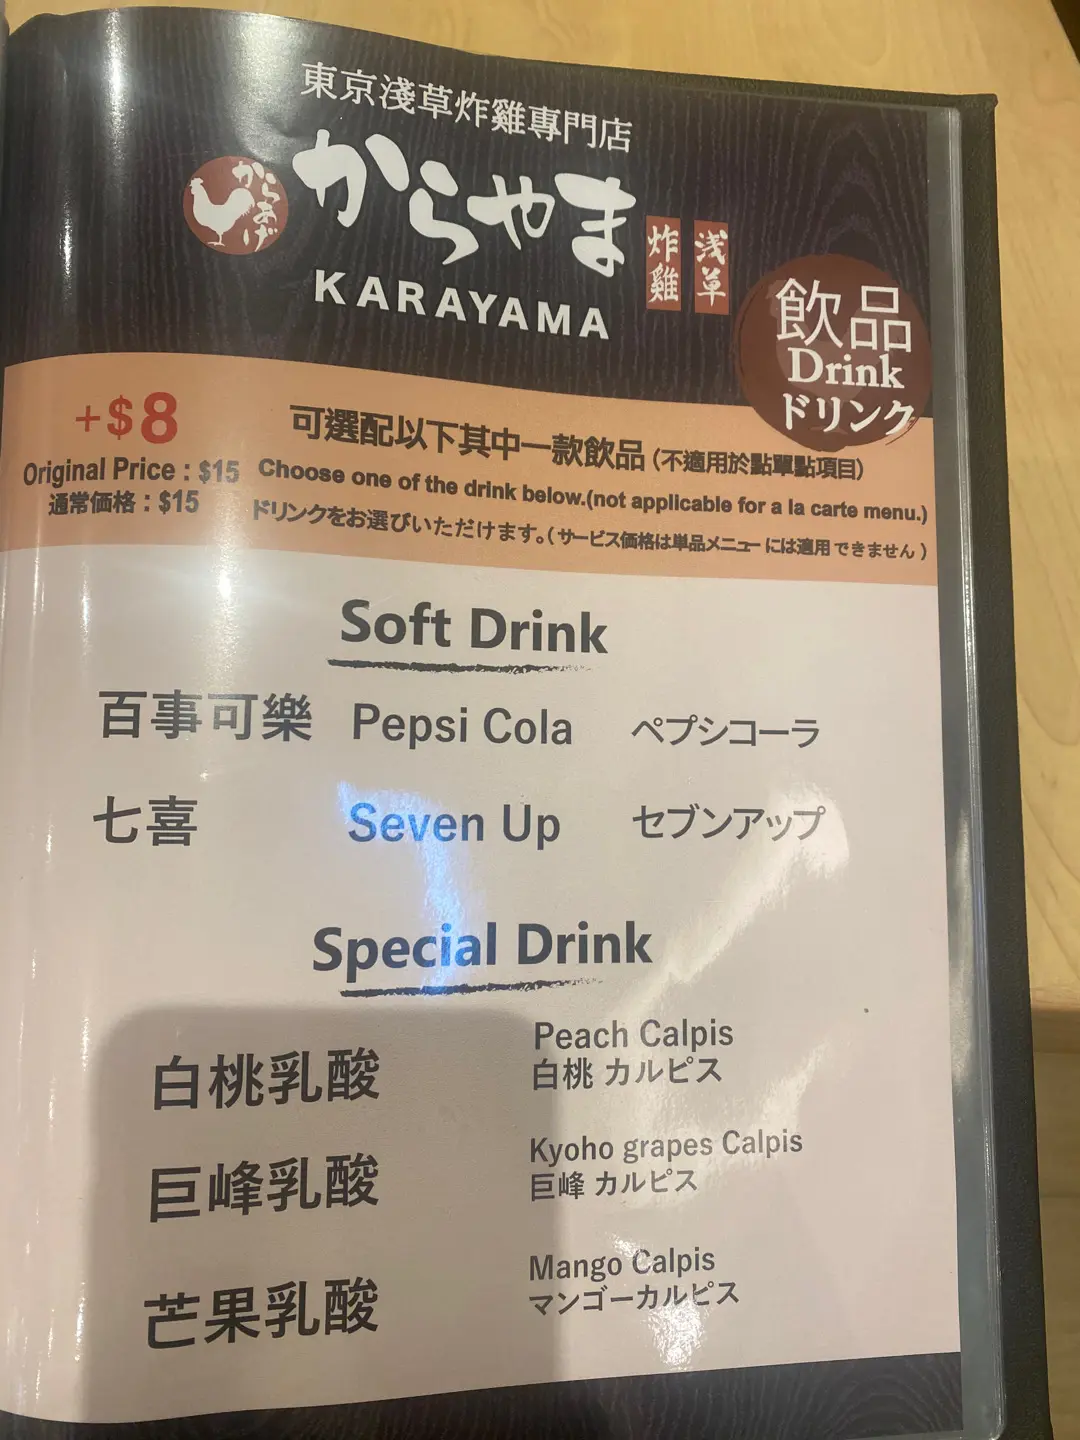 東京淺草炸雞專門店
からあげ
からやま
炸雞
浅草
KARAYAMA
飲品
Drink
ドリンク
+$8
Original Price : $15
通常価格 : $15
可選配以下其中一款飲品 (不適用於點單點項目)
Choose one of the drink below.(not applicable for a la carte menu.)
ドリンクをお選びいただけます。( サービス価格は単品メニューには適用 できません )
Soft Drink
百事可樂 Pepsi Cola ペプシコーラ
七喜 Seven Up セブンアップ
Special Drink
白桃乳酸
Peach Calpis
白桃 カルピス
巨峰乳酸
Kyoho grapes Calpis
巨峰 カルピス
芒果乳酸
Mango Calpis
マンゴーカルピス